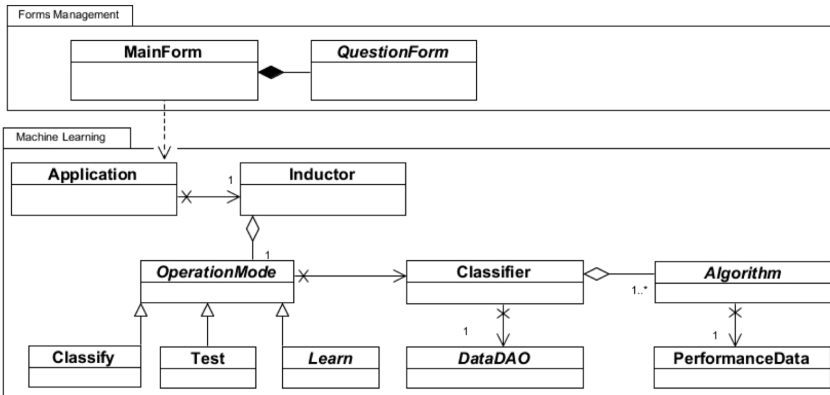 Forms Management
MainForm
QuestionForm
Machine Learning
Application
1
Inductor
1
OperationMode
Classifier
1..*
Algorithm
Classify
Test
Learn
1
DataDAO
1
PerformanceData